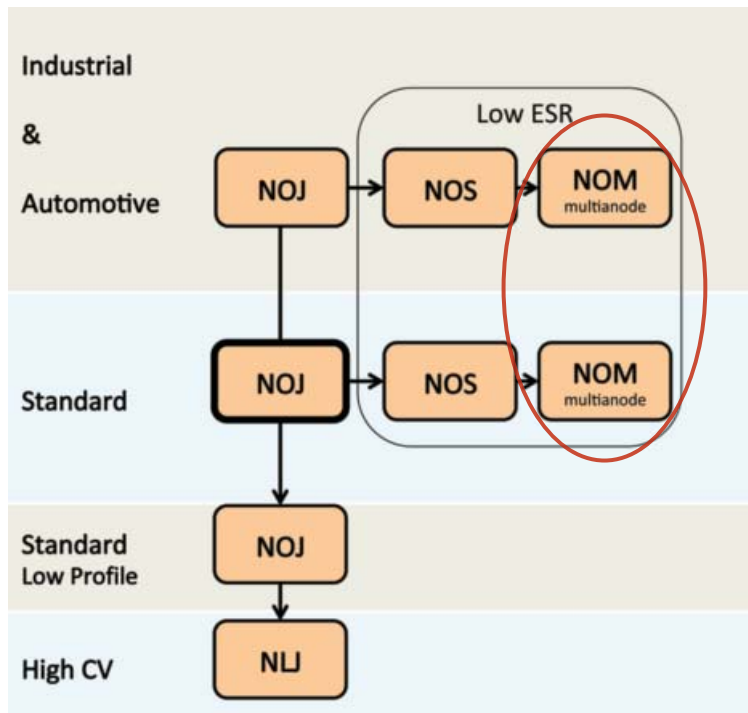 Industrial
&
Automotive
Low ESR
NOJ
NOS
NOM
multianode
Standard
NOJ
NOS
NOM
multianode
Standard
Low Profile
NOJ
High CV
NLJ